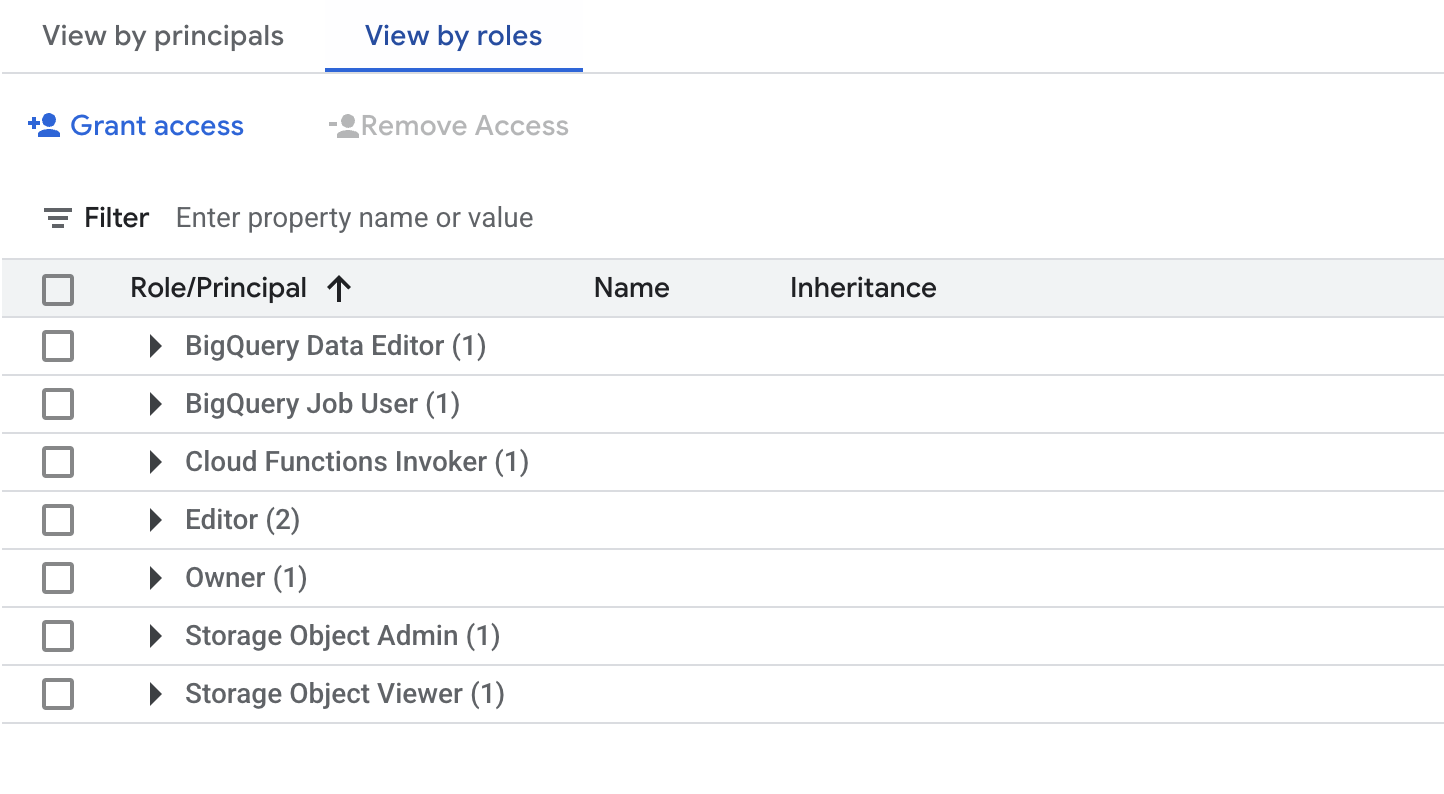 View by principals View by roles
Grant access Remove Access
Filter Enter property name or value
Role/Principal Name Inheritance
BigQuery Data Editor (1)
BigQuery Job User (1)
Cloud Functions Invoker (1)
Editor (2)
Owner (1)
Storage Object Admin (1)
Storage Object Viewer (1)